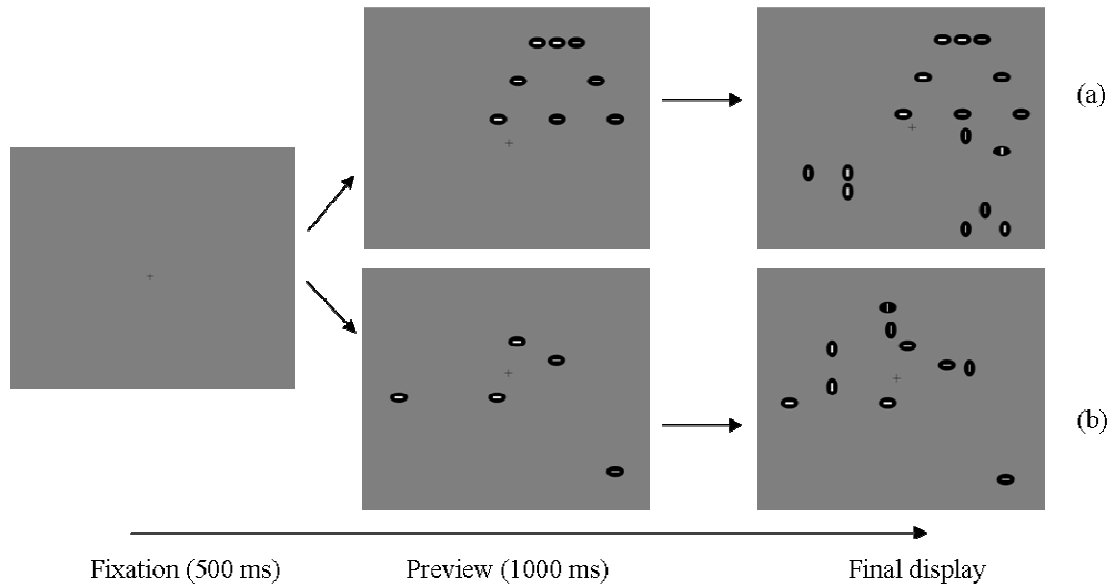 (a)
(b)
Fixation (500 ms)
Preview (1000 ms)
Final display